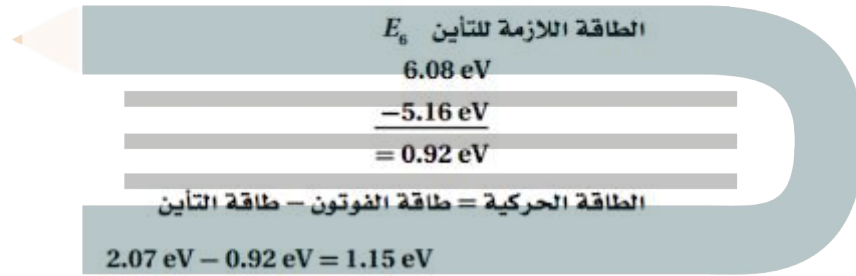 الطاقة اللازمة للتأين E₆
6.08 eV
−5.16 eV
= 0.92 eV
الطاقة الحركية = طاقة الفوتون − طاقة التأين
2.07 eV − 0.92 eV = 1.15 eV